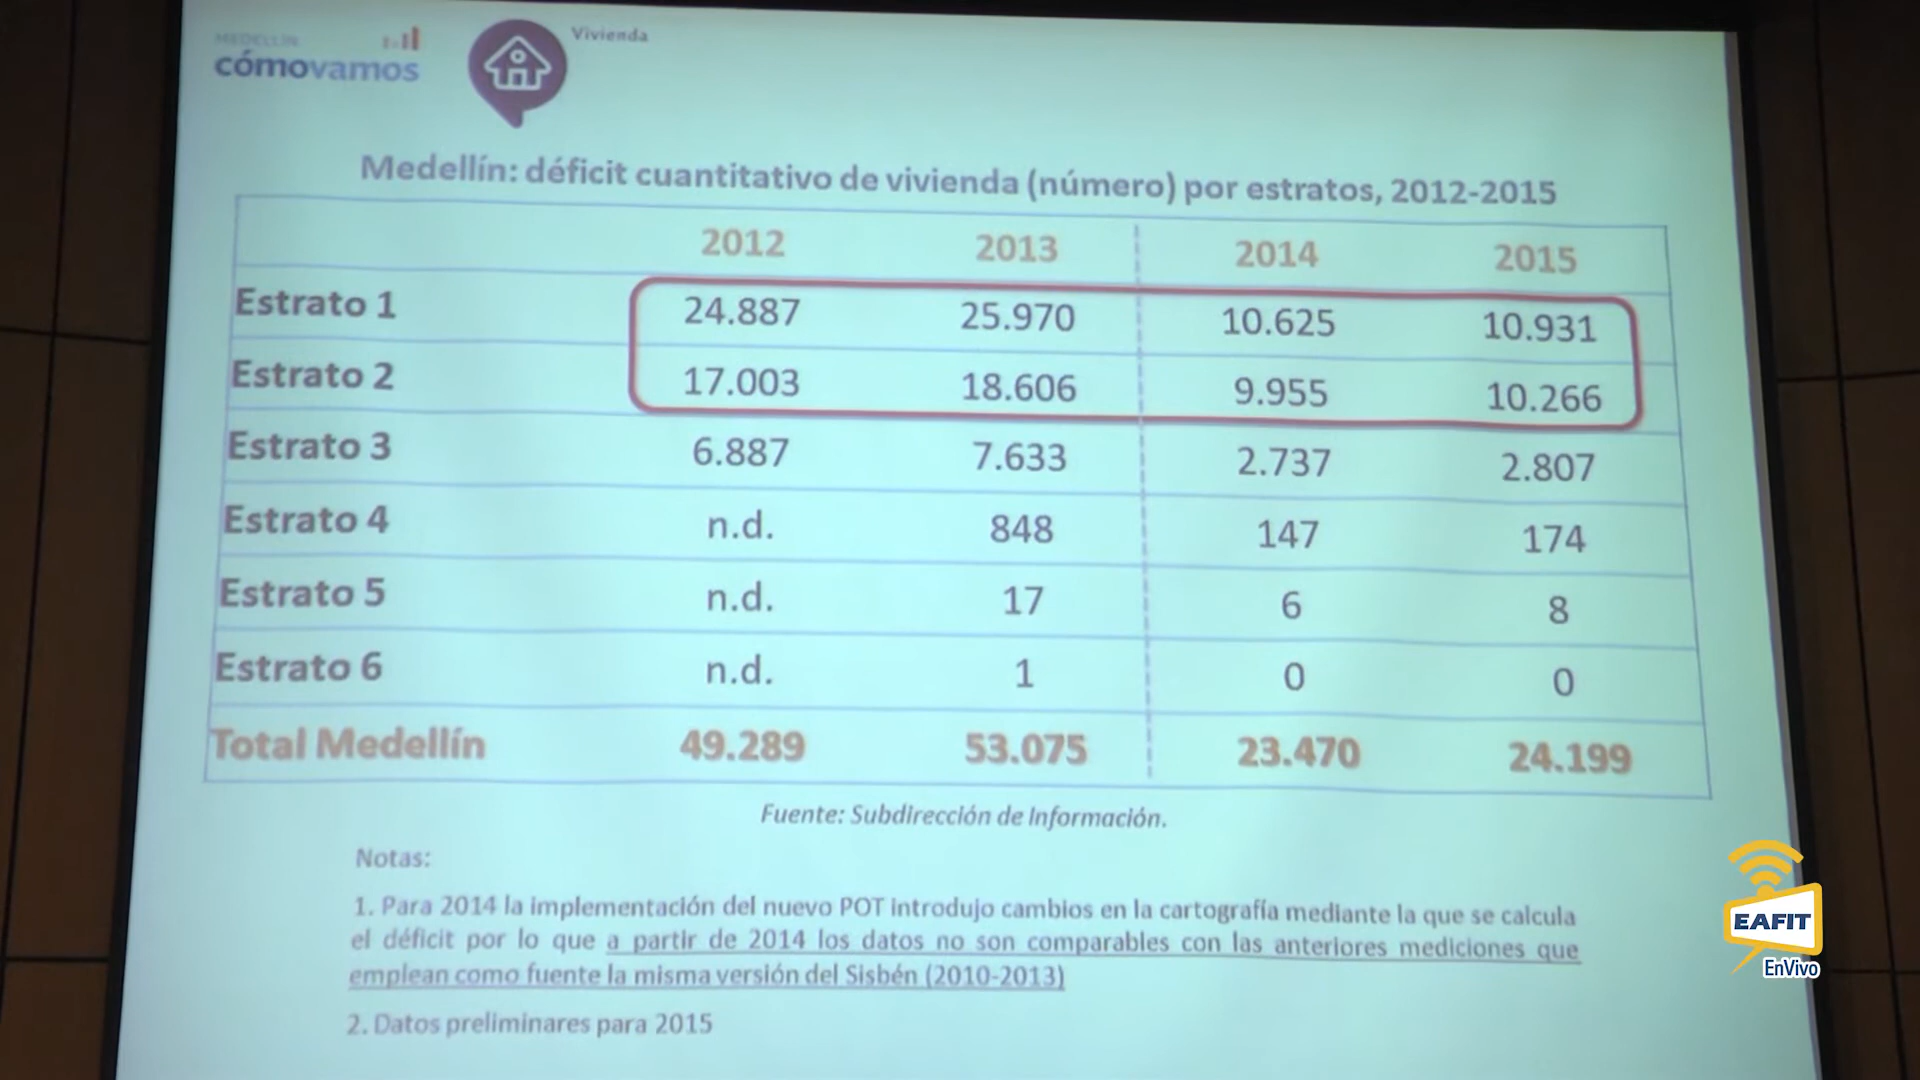 MEDELLÍN
cómovamos
Vivienda
Medellín: déficit cuantitativo de vivienda (número) por estratos, 2012-2015
2012 2013 2014 2015
Estrato 1 24.887 25.970 10.625 10.931
Estrato 2 17.003 18.606 9.955 10.266
Estrato 3 6.887 7.633 2.737 2.807
Estrato 4 n.d. 848 147 174
Estrato 5 n.d. 17 6 8
Estrato 6 n.d. 1 0 0
Total Medellín 49.289 53.075 23.470 24.199
Fuente: Subdirección de Información.
Notas:
1. Para 2014 la implementación del nuevo POT introdujo cambios en la cartografía mediante la que se calcula
el déficit por lo que a partir de 2014 los datos no son comparables con las anteriores mediciones que
emplean como fuente la misma versión del Sisbén (2010-2013)
2. Datos preliminares para 2015
EAFIT
EnVivo